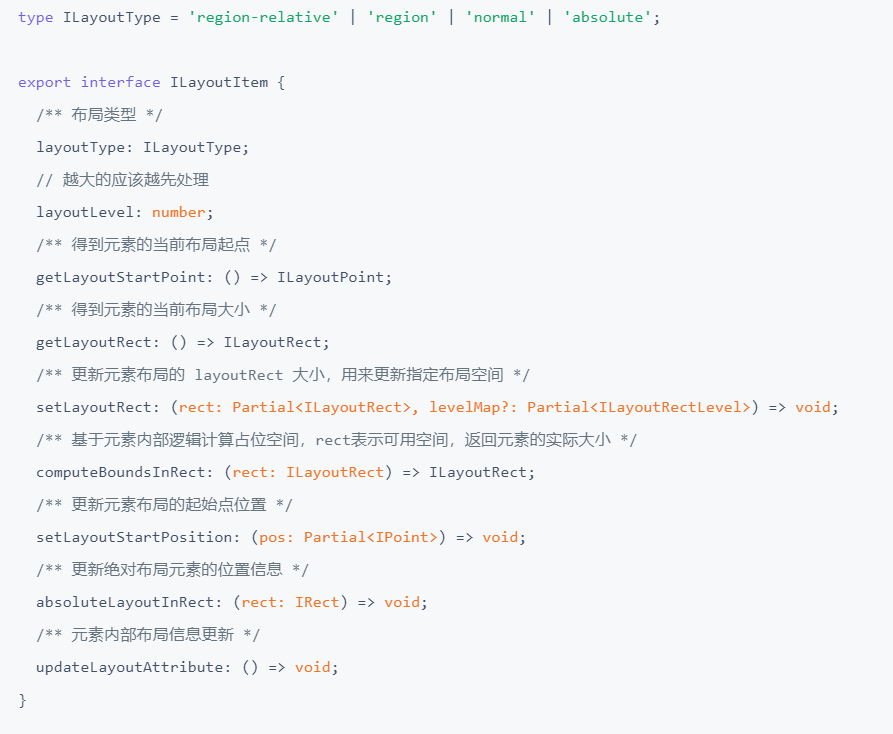 type ILayoutType = 'region-relative' | 'region' | 'normal' | 'absolute';
export interface ILayoutItem {
/** 布局类型 */
layoutType: ILayoutType;
// 越大的应该越先处理
layoutLevel: number;
/** 得到元素的当前布局起点 */
getLayoutStartPoint: () => ILayoutPoint;
/** 得到元素的当前布局大小 */
getLayoutRect: () => ILayoutRect;
/** 更新元素布局的 layoutRect 大小，用来更新指定布局空间 */
setLayoutRect: (rect: Partial<ILayoutRect>, levelMap?: Partial<ILayoutRectLevel>) => void;
/** 基于元素内部逻辑计算占位空间，rect表示可用空间，返回元素的实际大小 */
computeBoundsInRect: (rect: ILayoutRect) => ILayoutRect;
/** 更新元素布局的起始点位置 */
setLayoutStartPosition: (pos: Partial<IPoint>) => void;
/** 更新绝对布局元素的位置信息 */
absoluteLayoutInRect: (rect: IRect) => void;
/** 元素内部布局信息更新 */
updateLayoutAttribute: () => void;
}